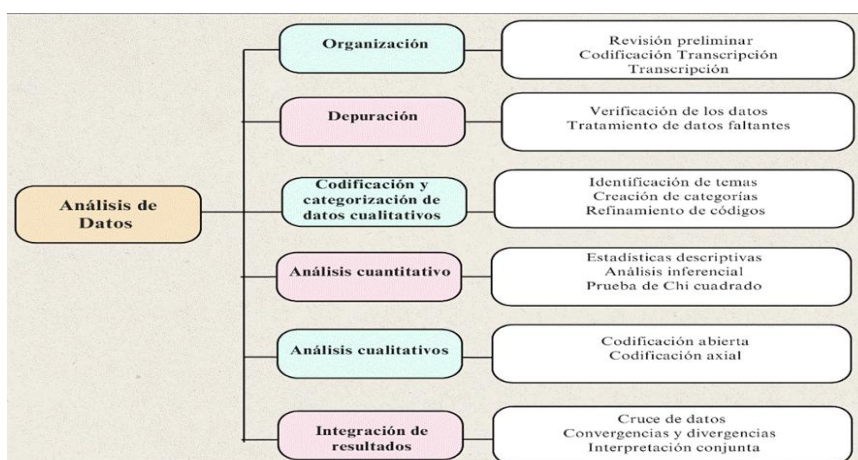 Análisis de
Datos
Organización
Revisión preliminar
Codificación Transcripción
Transcripción
Depuración
Verificación de los datos
Tratamiento de datos faltantes
Codificación y
categorización de
datos cualitativos
Identificación de temas
Creación de categorías
Refinamiento de códigos
Análisis cuantitativo
Estadísticas descriptivas
Análisis inferencial
Prueba de Chi cuadrado
Análisis cualitativos
Codificación abierta
Codificación axial
Integración de
resultados
Cruce de datos
Convergencias y divergencias
Interpretación conjunta